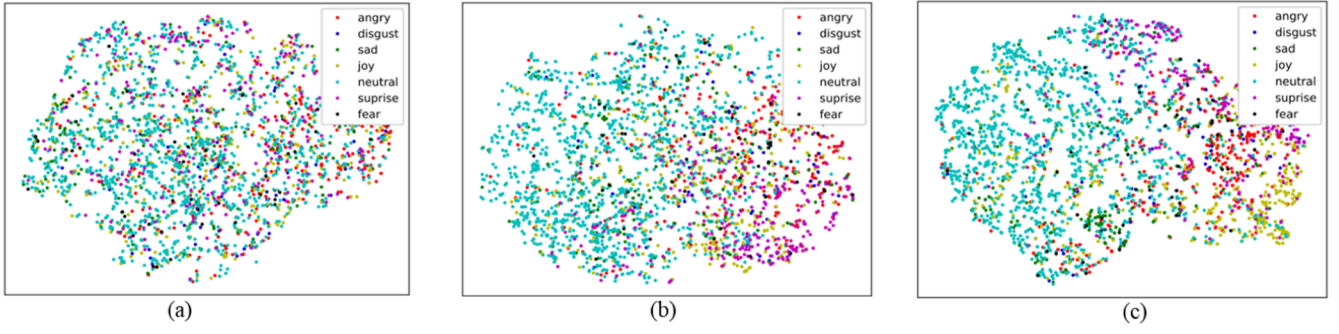 angry
disgust
sad
joy
neutral
suprise
fear
angry
disgust
sad
joy
neutral
suprise
fear
angry
disgust
sad
joy
neutral
suprise
fear
(a)
(b)
(c)